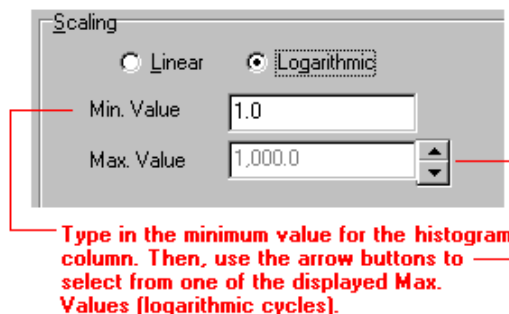 Scaling
Linear Logarithmic
Min. Value 1.0
Max. Value 1,000.0
Type in the minimum value for the histogram
column. Then, use the arrow buttons to
select from one of the displayed Max.
Values (logarithmic cycles).